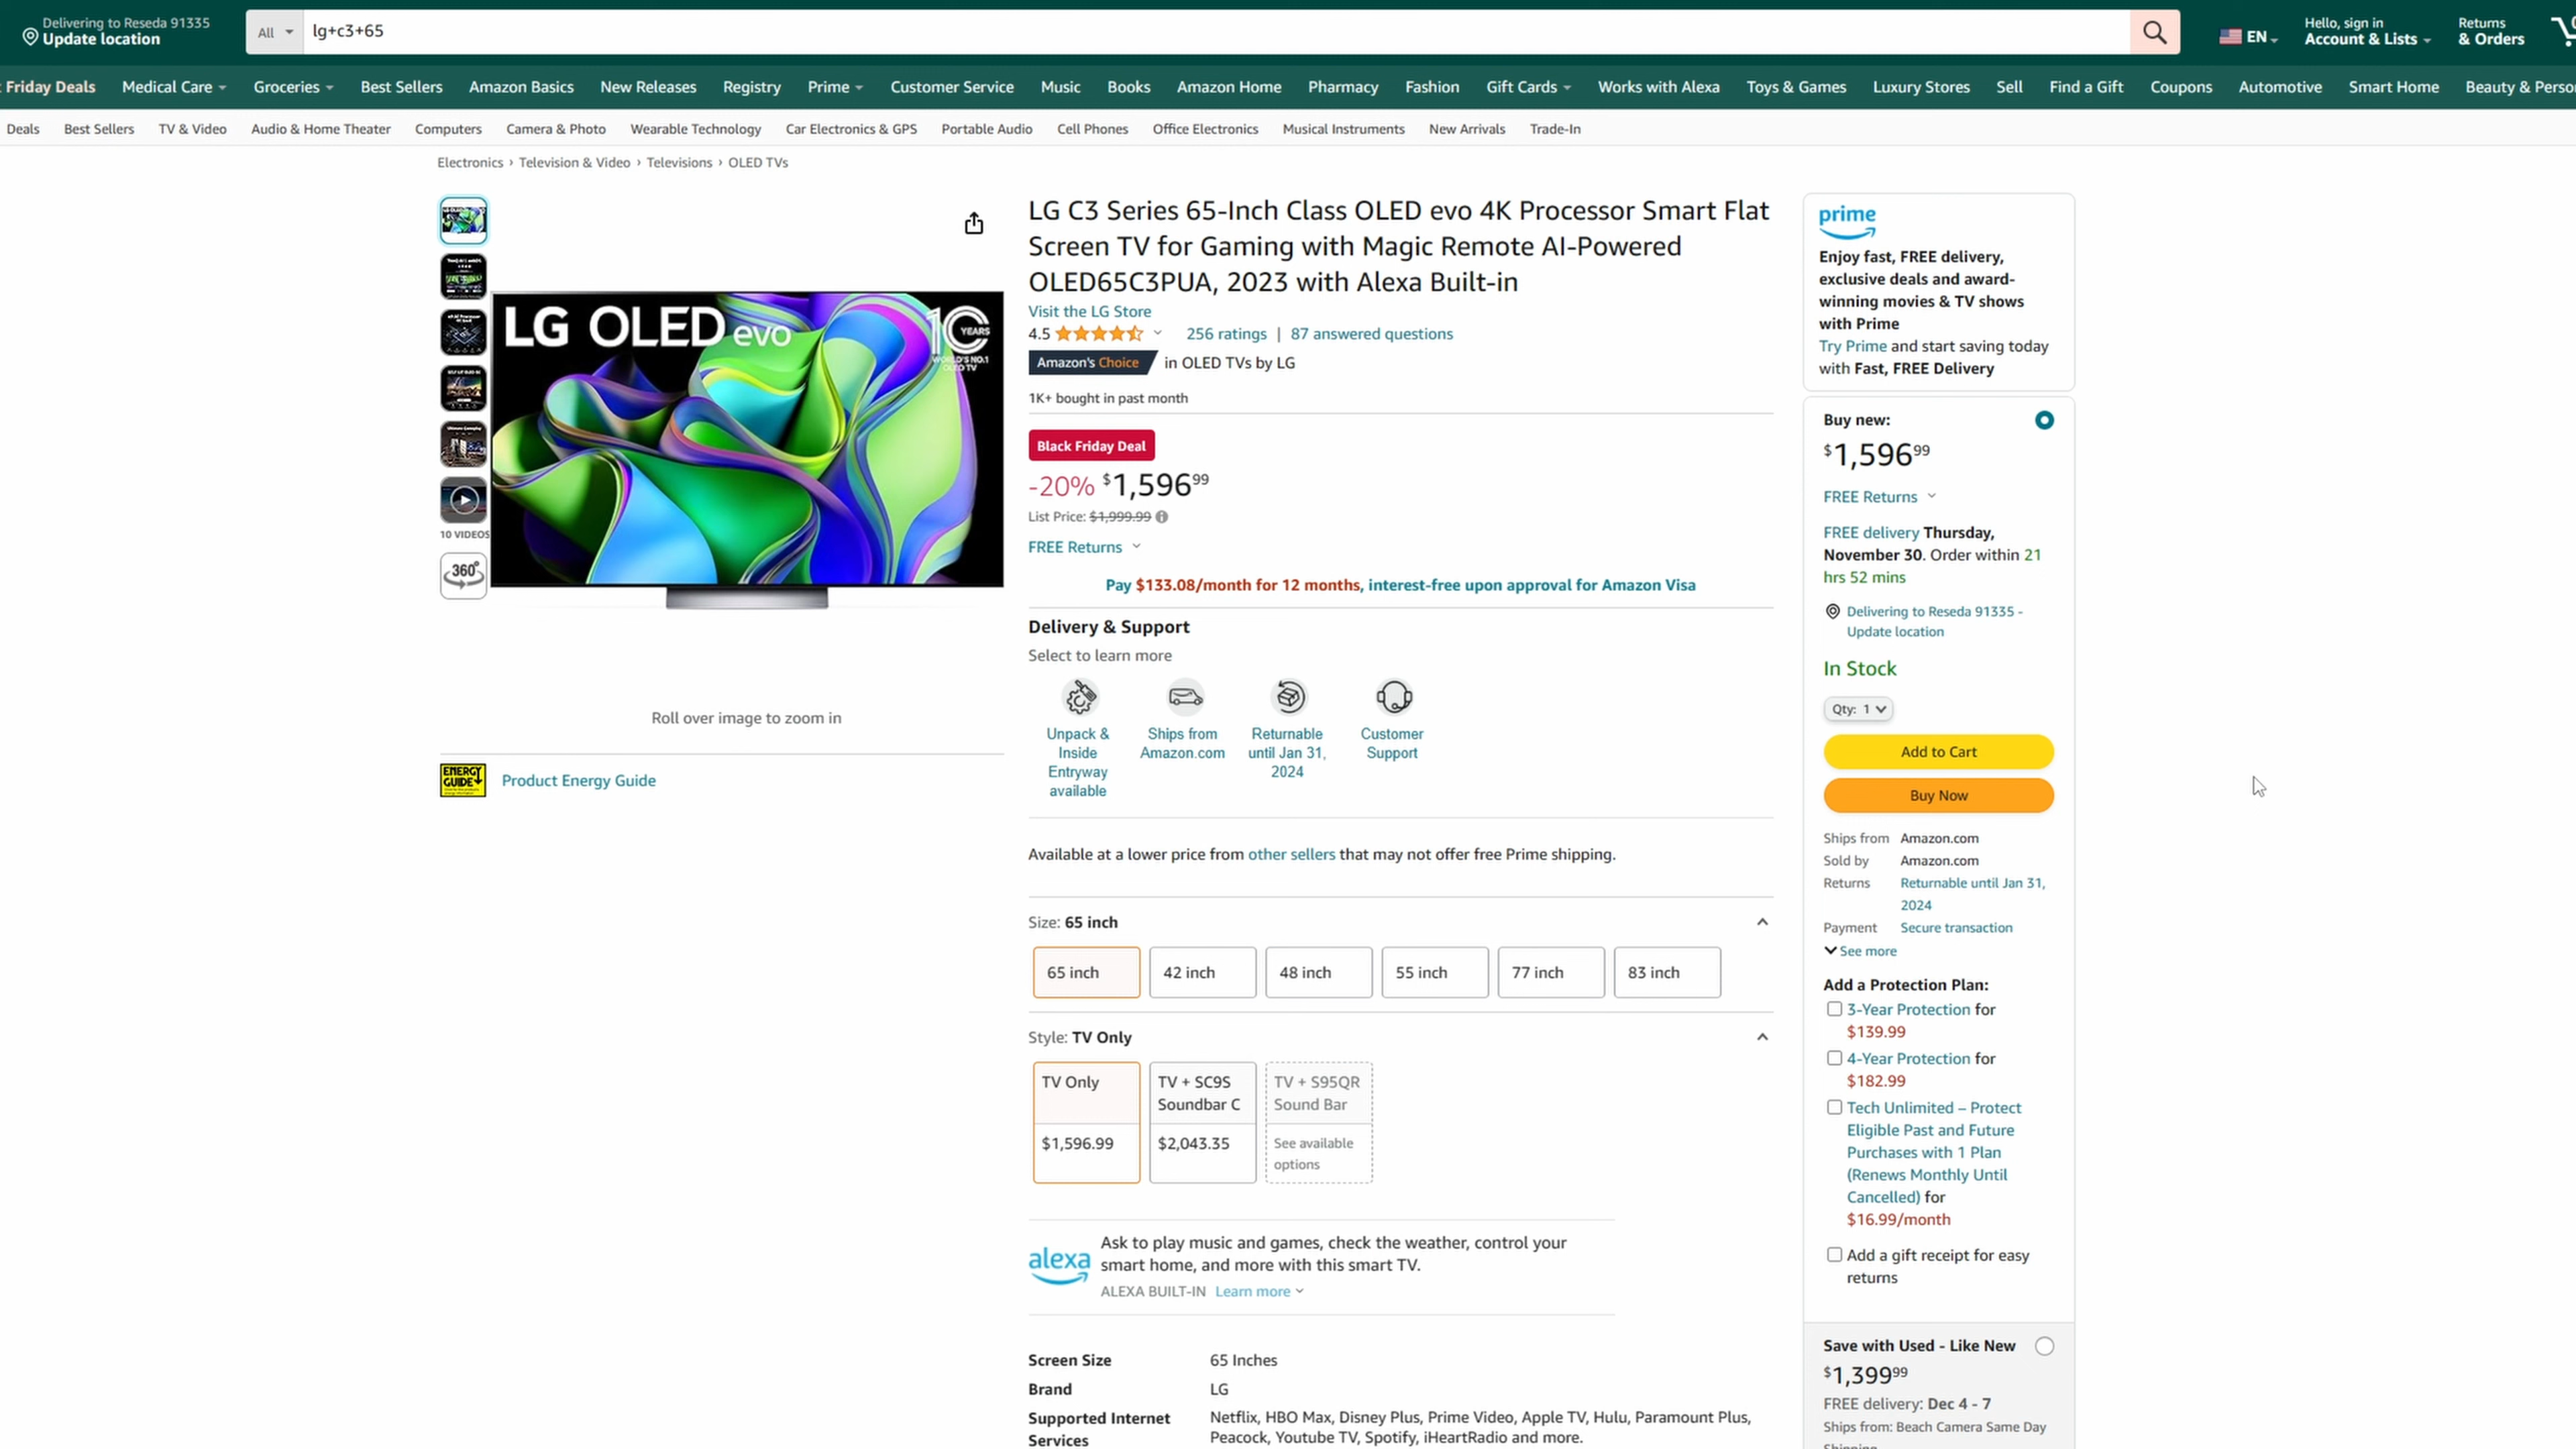 Delivering to Reseda 91335
Update location
All
lg+c3+65
EN
Hello, sign in
Account & Lists
Returns
& Orders
Friday Deals
Medical Care
Groceries
Best Sellers
Amazon Basics
New Releases
Registry
Prime
Customer Service
Music
Books
Amazon Home
Pharmacy
Fashion
Gift Cards
Works with Alexa
Toys & Games
Luxury Stores
Sell
Find a Gift
Coupons
Automotive
Smart Home
Beauty & Perso
Deals
Best Sellers
TV & Video
Audio & Home Theater
Computers
Camera & Photo
Wearable Technology
Car Electronics & GPS
Portable Audio
Cell Phones
Office Electronics
Musical Instruments
New Arrivals
Trade-In
Electronics › Television & Video › Televisions › OLED TVs
LG OLED evo
10 YEARS
WORLD'S NO.1
OLED TV
10 VIDEOS
360°
Roll over image to zoom in
ENERGY
GUIDE
Product Energy Guide
LG C3 Series 65-Inch Class OLED evo 4K Processor Smart Flat
Screen TV for Gaming with Magic Remote AI-Powered
OLED65C3PUA, 2023 with Alexa Built-in
Visit the LG Store
4.5
256 ratings | 87 answered questions
Amazon's Choice in OLED TVs by LG
1K+ bought in past month
Black Friday Deal
-20% $1,596.99
List Price: $1,999.99
FREE Returns
Pay $133.08/month for 12 months, interest-free upon approval for Amazon Visa
Delivery & Support
Select to learn more
Unpack &
Inside
Entryway
available
Ships from
Amazon.com
Returnable
until Jan 31,
2024
Customer
Support
Available at a lower price from other sellers that may not offer free Prime shipping.
Size: 65 inch
65 inch
42 inch
48 inch
55 inch
77 inch
83 inch
Style: TV Only
TV Only
$1,596.99
TV + SC9S
Soundbar C
$2,043.35
TV + S95QR
Sound Bar
See available
options
alexa
Ask to play music and games, check the weather, control your
smart home, and more with this smart TV.
ALEXA BUILT-IN Learn more
Screen Size 65 Inches
Brand LG
Supported Internet Services Netflix, HBO Max, Disney Plus, Prime Video, Apple TV, Hulu, Paramount Plus,
Peacock, Youtube TV, Spotify, iHeartRadio and more.
prime
Enjoy fast, FREE delivery,
exclusive deals and award-
winning movies & TV shows
with Prime
Try Prime and start saving today
with Fast, FREE Delivery
Buy new:
$1,596.99
FREE Returns
FREE delivery Thursday,
November 30. Order within 21
hrs 52 mins
Delivering to Reseda 91335 -
Update location
In Stock
Qty: 1
Add to Cart
Buy Now
Ships from Amazon.com
Sold by Amazon.com
Returns Returnable until Jan 31,
2024
Payment Secure transaction
See more
Add a Protection Plan:
3-Year Protection for
$139.99
4-Year Protection for
$182.99
Tech Unlimited – Protect
Eligible Past and Future
Purchases with 1 Plan
(Renews Monthly Until
Cancelled) for
$16.99/month
Add a gift receipt for easy
returns
Save with Used - Like New
$1,399.99
FREE delivery: Dec 4 - 7
Ships from: Beach Camera Same Day